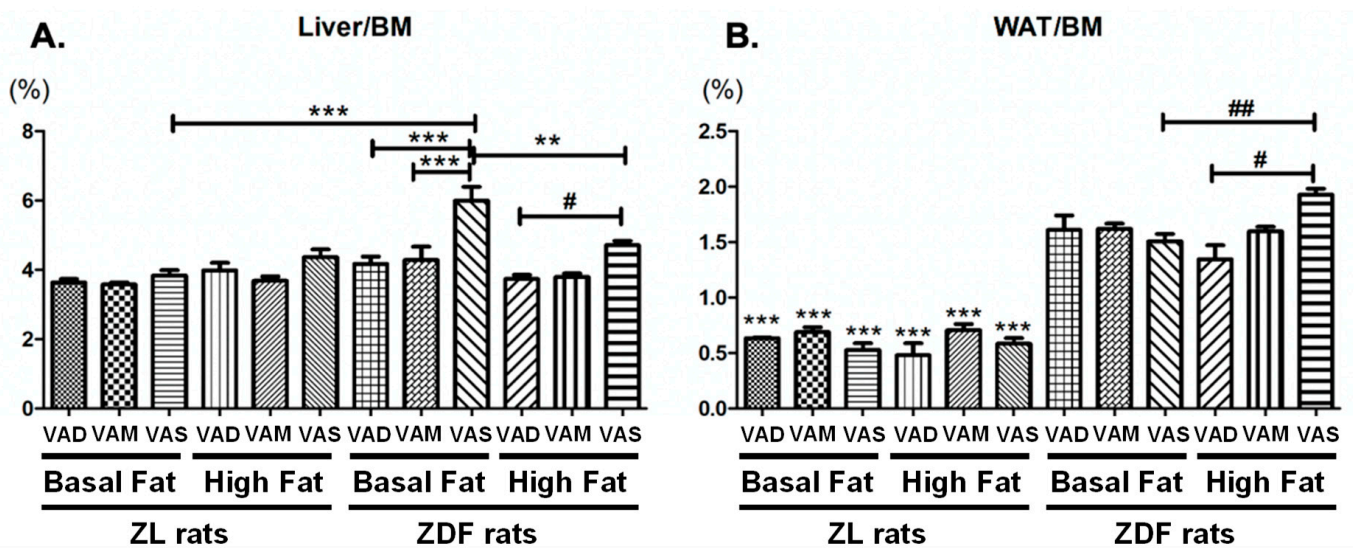 A.
Liver/BM
(%)
8
6
4
2
0
***
***
***
**
#
VAD VAM VAS VAD VAM VAS VAD VAM VAS VAD VAM VAS
Basal Fat High Fat Basal Fat High Fat
ZL rats ZDF rats
B.
WAT/BM
(%)
2.5
2.0
1.5
1.0
0.5
0.0
##
#
*** *** *** *** *** ***
VAD VAM VAS VAD VAM VAS VAD VAM VAS VAD VAM VAS
Basal Fat High Fat Basal Fat High Fat
ZL rats ZDF rats